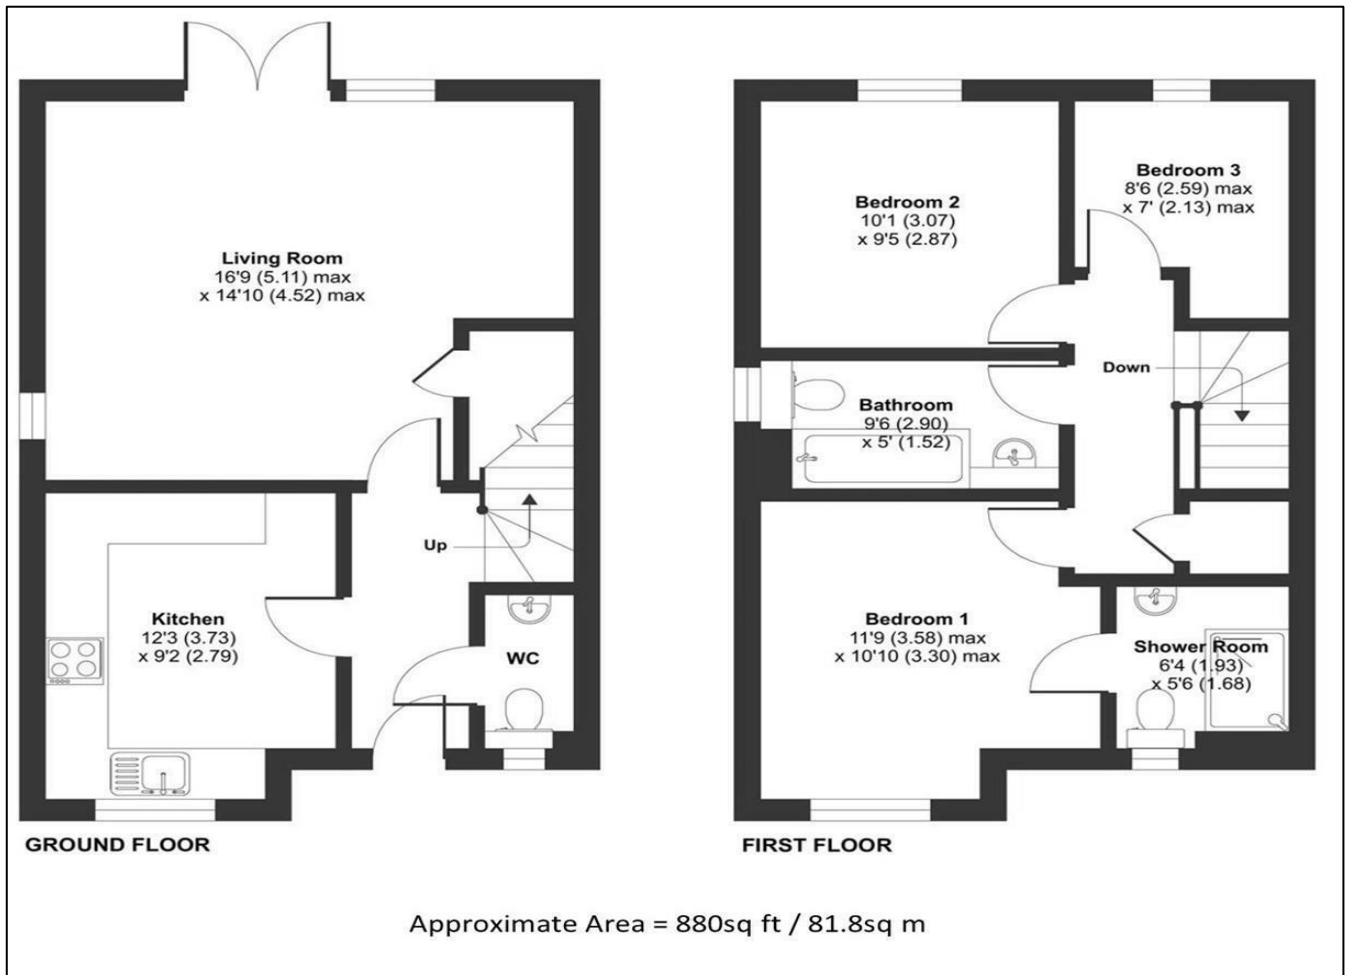 Living Room
16'9 (5.11) max
x 14'10 (4.52) max
Up
Kitchen
12'3 (3.73)
x 9'2 (2.79)
WC
GROUND FLOOR
Bedroom 2
10'1 (3.07)
x 9'5 (2.87)
Bedroom 3
8'6 (2.59) max
x 7' (2.13) max
Down
Bathroom
9'6 (2.90)
x 5' (1.52)
Bedroom 1
11'9 (3.58) max
x 10'10 (3.30) max
Shower Room
6'4 (1.93)
x 5'6 (1.68)
FIRST FLOOR
Approximate Area = 880sq ft / 81.8sq m